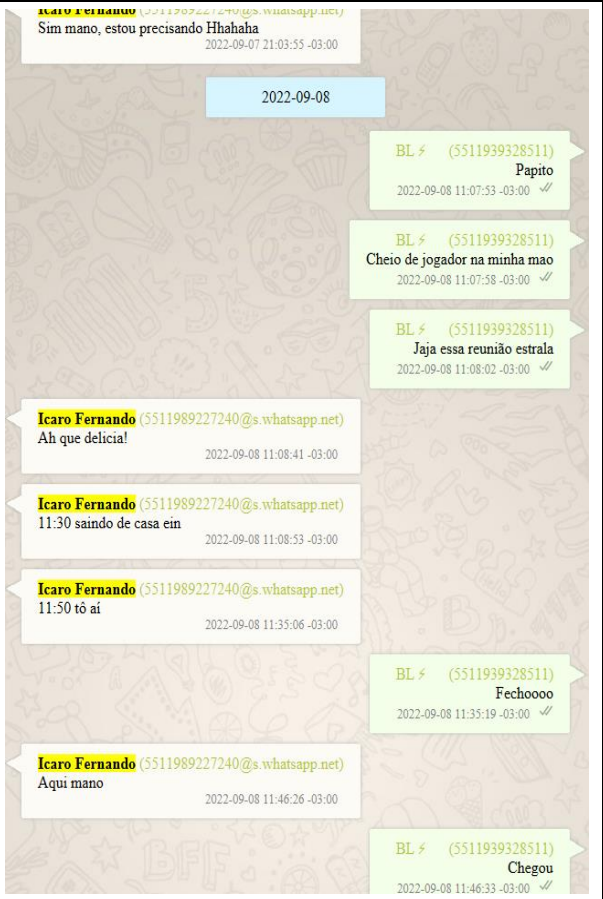 Icaro Fernando (5511989227240@s.whatsapp.net)
Sim mano, estou precisando Hhahaha
2022-09-07 21:03:55 -03:00
2022-09-08
BL⚡ (5511939328511)
Papito
2022-09-08 11:07:53 -03:00
BL⚡ (5511939328511)
Cheio de jogador na minha mao
2022-09-08 11:07:58 -03:00
BL⚡ (5511939328511)
Jaja essa reunião estrala
2022-09-08 11:08:02 -03:00
Icaro Fernando (5511989227240@s.whatsapp.net)
Ah que delicia!
2022-09-08 11:08:41 -03:00
Icaro Fernando (5511989227240@s.whatsapp.net)
11:30 saindo de casa ein
2022-09-08 11:08:53 -03:00
Icaro Fernando (5511989227240@s.whatsapp.net)
11:50 tô aí
2022-09-08 11:35:06 -03:00
BL⚡ (5511939328511)
Fechoooo
2022-09-08 11:35:19 -03:00
Icaro Fernando (5511989227240@s.whatsapp.net)
Aqui mano
2022-09-08 11:46:26 -03:00
BL⚡ (5511939328511)
Chegou
2022-09-08 11:46:33 -03:00